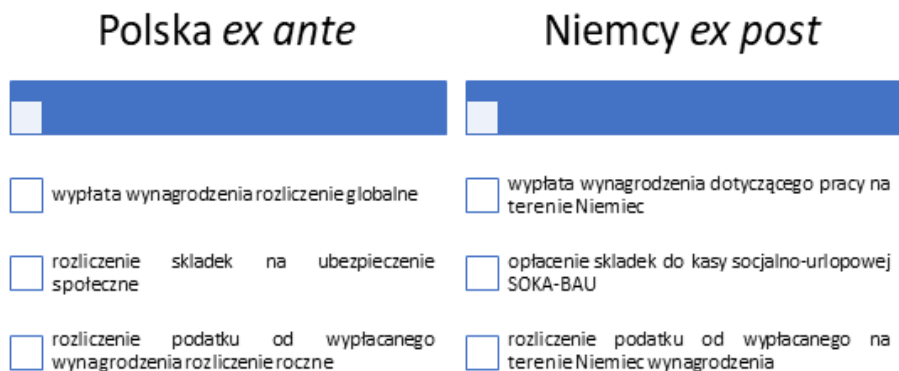 Polska ex ante
wypłata wynagrodzenia rozliczenie globalne
rozliczenie skladek na ubezpieczenie
społeczne
rozliczenie podatku od wypłacanego
wynagrodzenia rozliczenie roczne
Niemcy ex post
wypłata wynagrodzenia dotyczącego pracy na
terenie Niemiec
opłacenie skladek do kasy socjalno-urlopowej
SOKA-BAU
rozliczenie podatku od wypłacanego na
terenie Niemiec wynagrodzenia